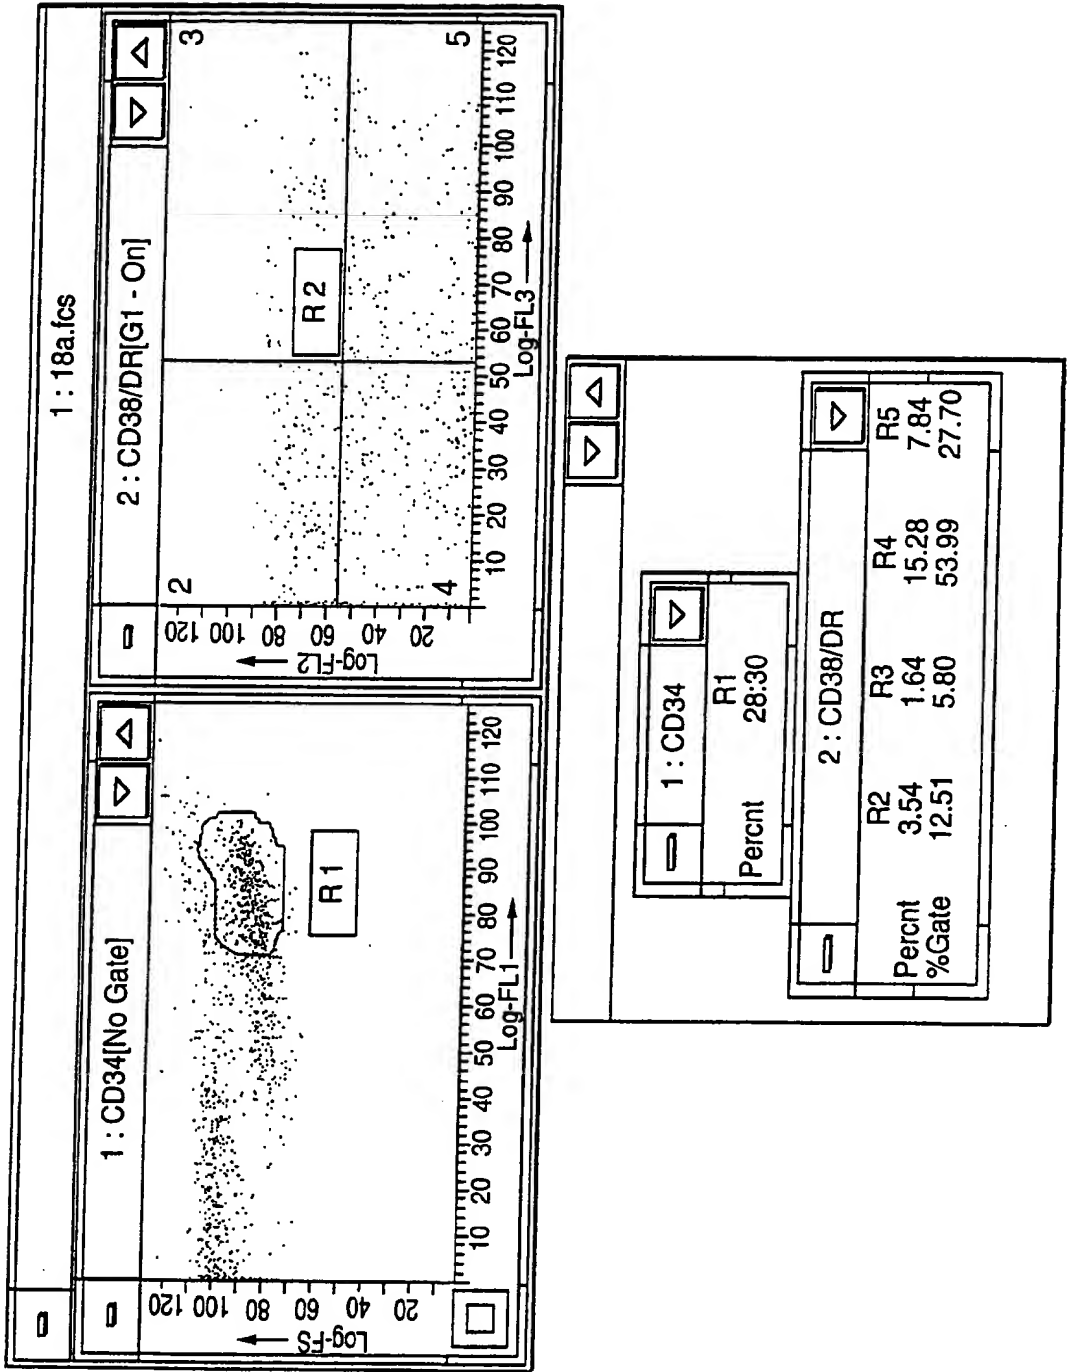 1 : 18a.fcs
1 : CD34[No Gate]
120 100 80 60 40 20
Log-FS
R1
10 20 30 40 50 60 70 80 90 100 110 120
Log-FL1
2 : CD38/DR[G1 - On]
2
3
120 100 80 60 40 20
Log-FL2
R2
4
5
10 20 30 40 50 60 70 80 90 100 110 120
Log-FL3
1 : CD34
R1
Percnt 28:30
2 : CD38/DR
R2 R3 R4 R5
Percnt 3.54 1.64 15.28 7.84
%Gate 12.51 5.80 53.99 27.70